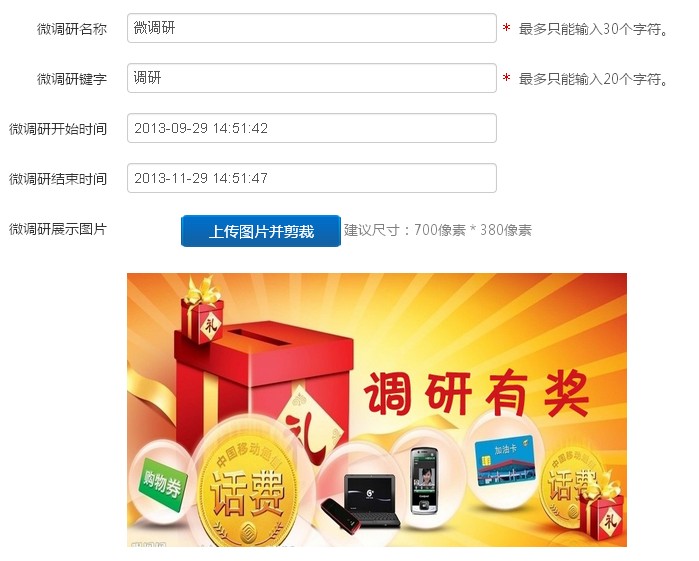 微调研名称 微调研 * 最多只能输入30个字符。
微调研键字 调研 * 最多只能输入20个字符。
微调研开始时间 2013-09-29 14:51:42
微调研结束时间 2013-11-29 14:51:47
微调研展示图片 上传图片并剪裁 建议尺寸：700像素 * 380像素
礼
调研有奖
礼
加油卡
购物券
中国移动通信
话费
话费
礼